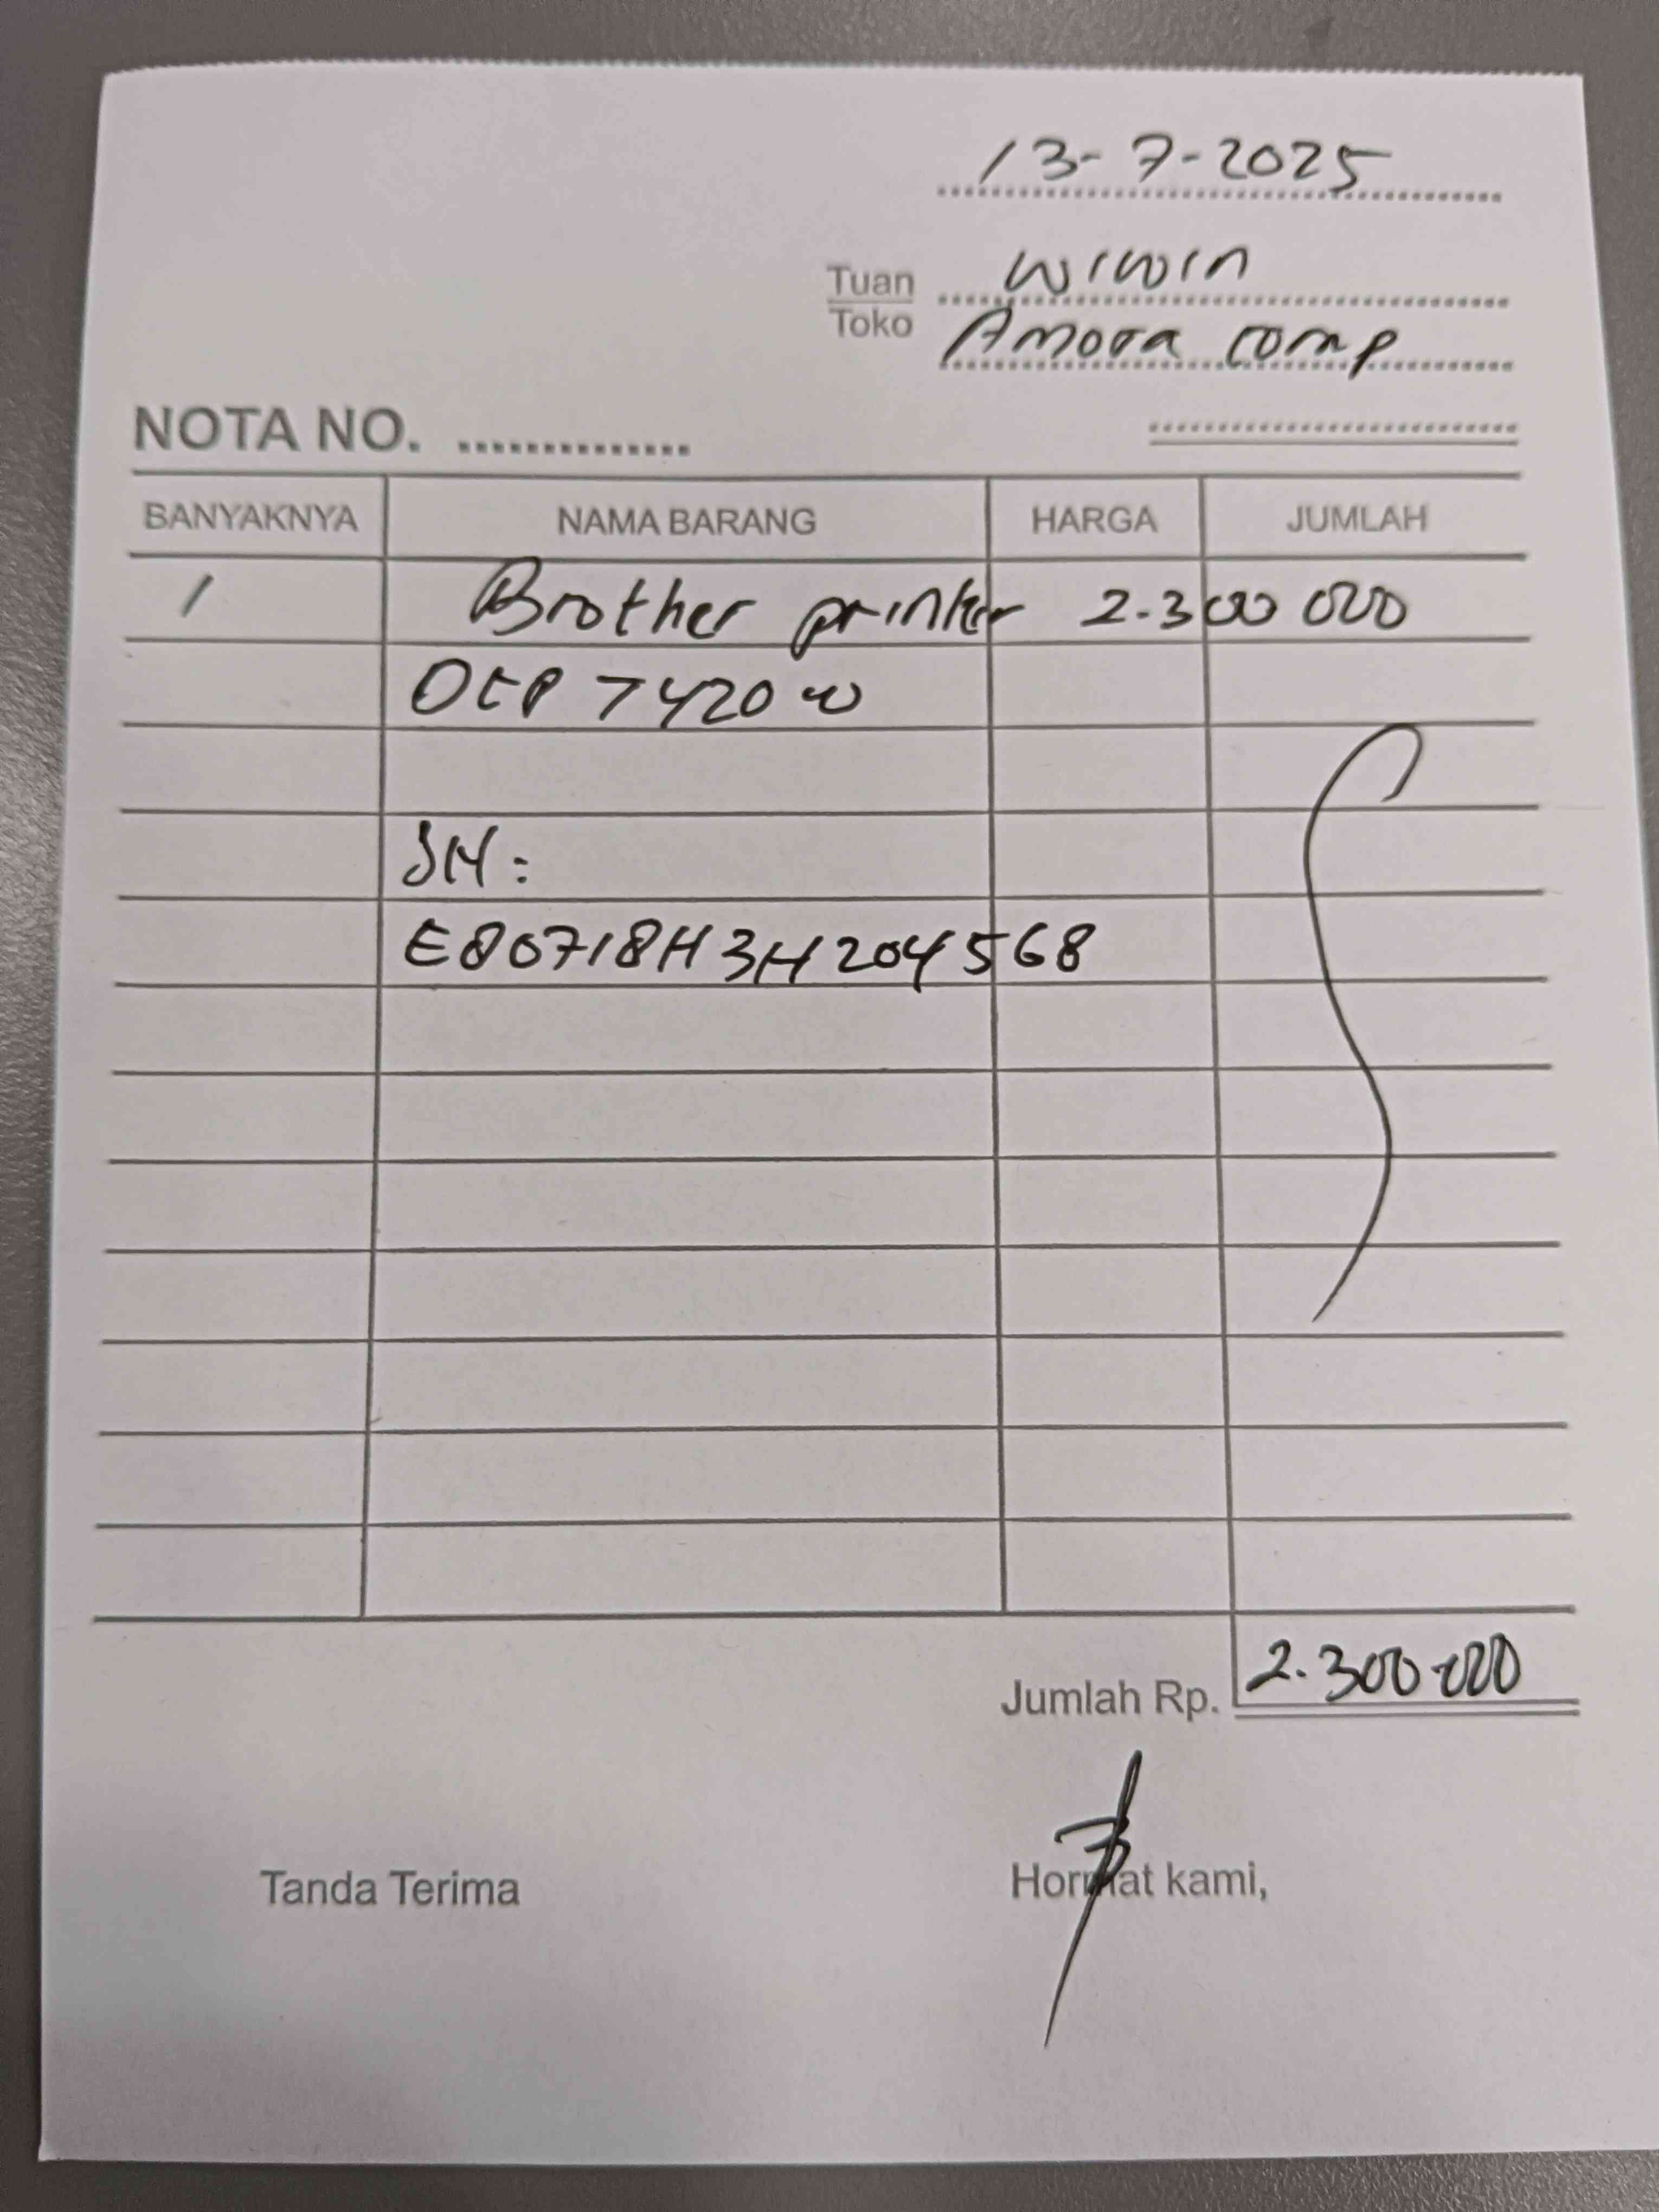 13-7-2025
Tuan Wiwin
Toko Amora comp
NOTA NO. ..............
BANYAKNYA NAMA BARANG HARGA JUMLAH
1 Brother printer 2.300 000
DCP 7420 w
SN:
E80718H3H204568
Jumlah Rp. 2.300.000
Tanda Terima Hormat kami,